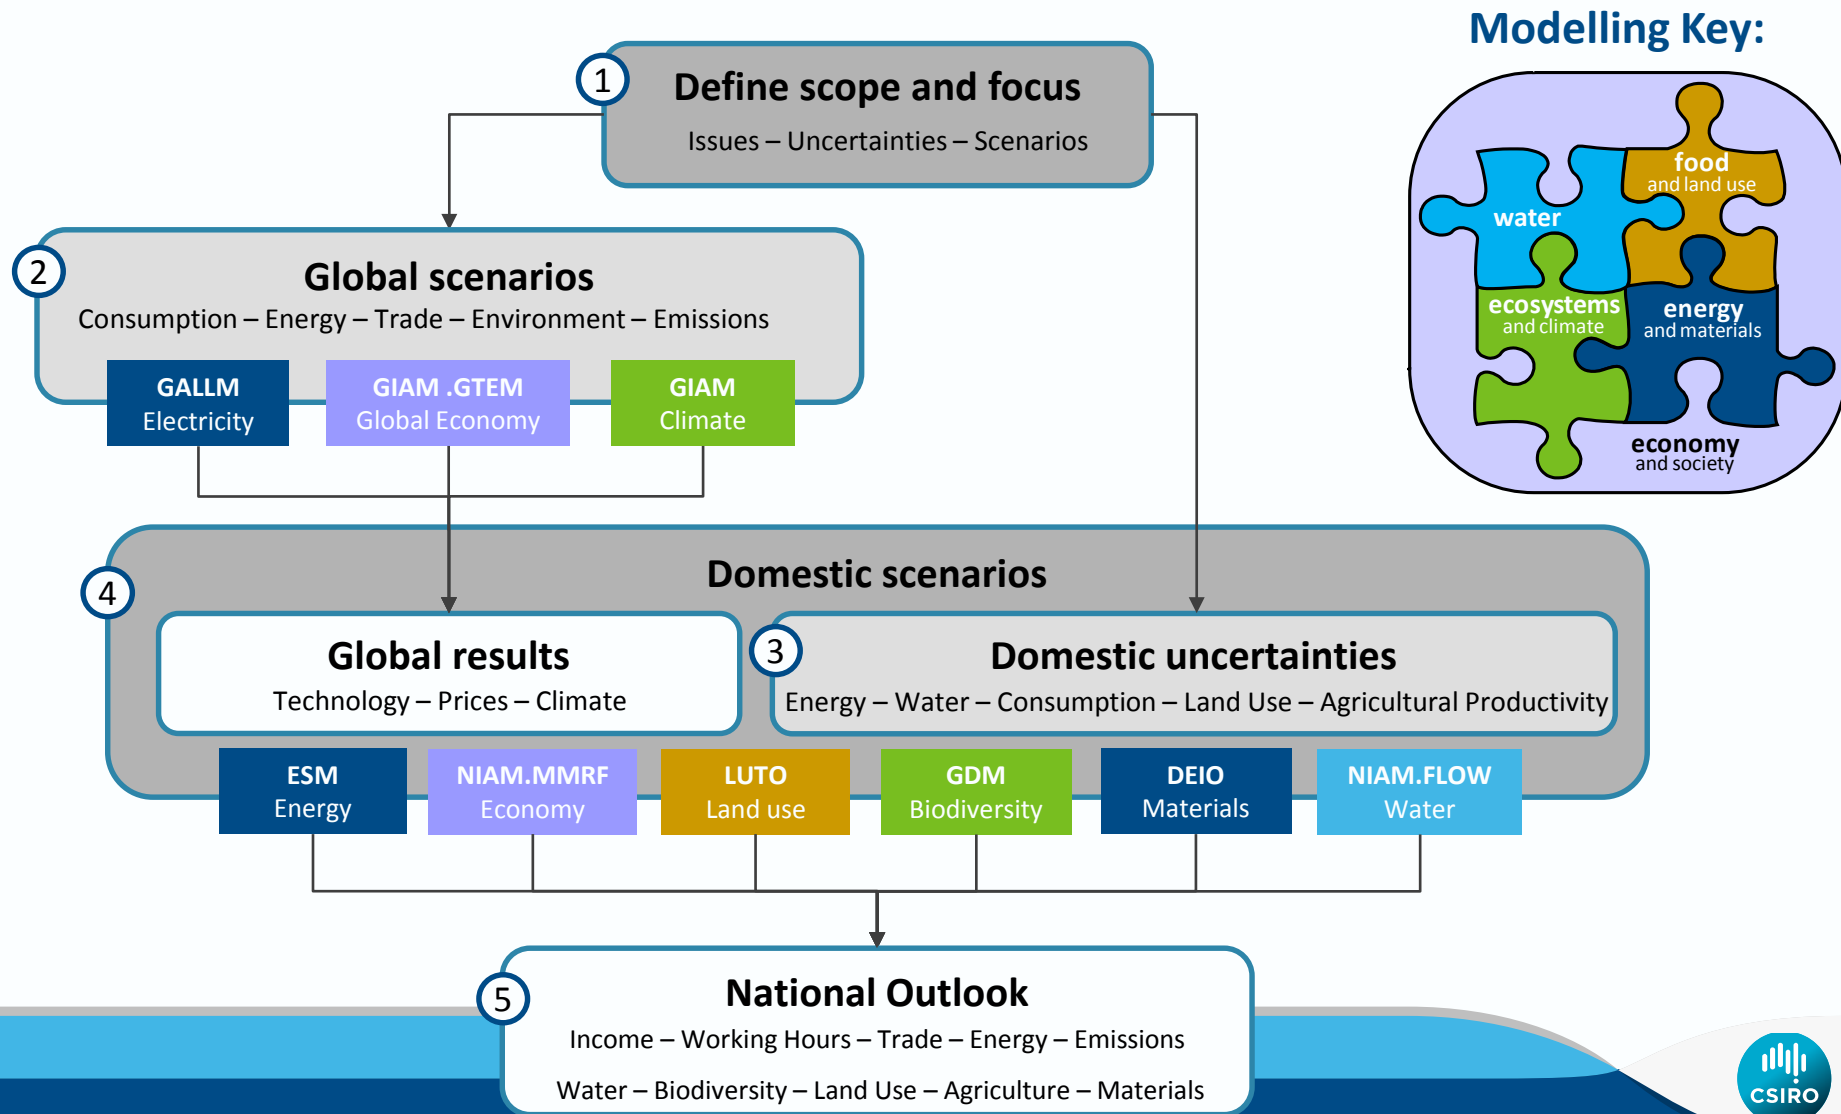 Modelling Key:
1
Define scope and focus
Issues – Uncertainties – Scenarios
food
and land use
water
ecosystems
and climate
energy
and materials
economy
and society
2
Global scenarios
Consumption – Energy – Trade – Environment – Emissions
GALLM
Electricity
GIAM .GTEM
Global Economy
GIAM
Climate
4
Domestic scenarios
Global results
Technology – Prices – Climate
3
Domestic uncertainties
Energy – Water – Consumption – Land Use – Agricultural Productivity
ESM
Energy
NIAM.MMRF
Economy
LUTO
Land use
GDM
Biodiversity
DEIO
Materials
NIAM.FLOW
Water
5
National Outlook
Income – Working Hours – Trade – Energy – Emissions
Water – Biodiversity – Land Use – Agriculture – Materials
CSIRO